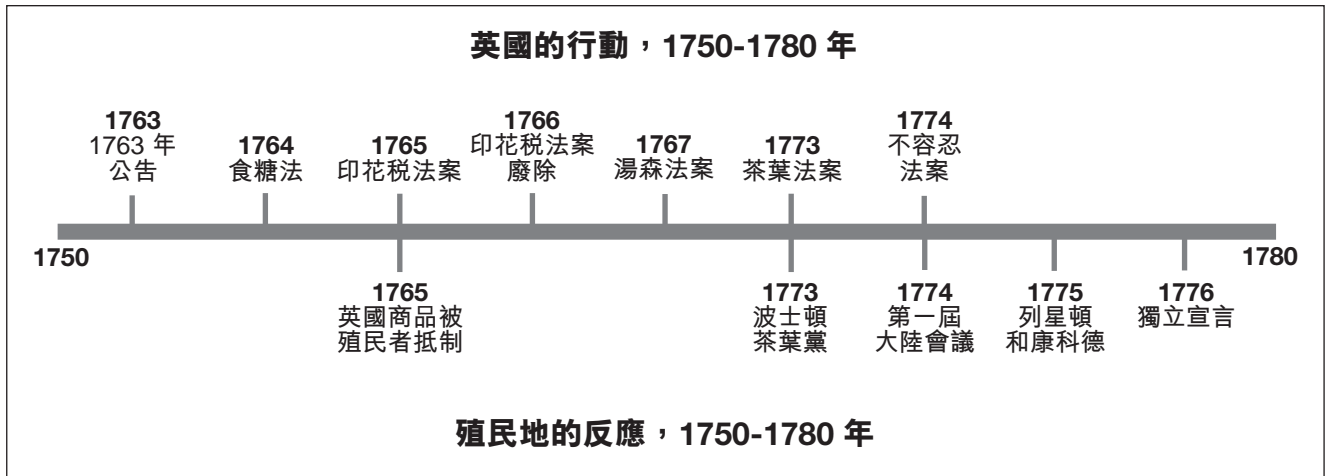 英國的行動，1750-1780 年
1763
1763 年
公告
1764
食糖法
1765
印花税法案
1766
印花税法案
廢除
1767
湯森法案
1773
茶葉法案
1774
不容忍
法案
1750
1780
1765
英國商品被
殖民者抵制
1773
波士頓
茶葉黨
1774
第一屆
大陸會議
1775
列星頓
和康科德
1776
獨立宣言
殖民地的反應，1750-1780 年